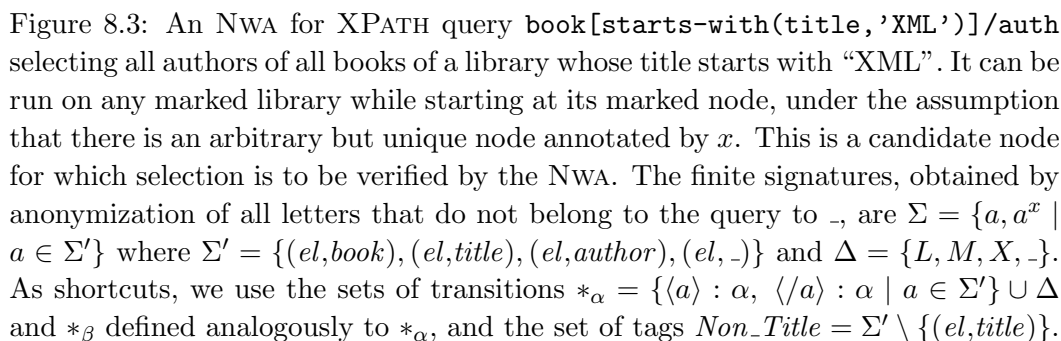 Figure 8.3: An NWA for XPATH query book[starts-with(title,'XML')]/auth
selecting all authors of all books of a library whose title starts with “XML”. It can be
run on any marked library while starting at its marked node, under the assumption
that there is an arbitrary but unique node annotated by x. This is a candidate node
for which selection is to be verified by the NWA. The finite signatures, obtained by
anonymization of all letters that do not belong to the query to _, are Σ = {a, a^x |
a ∈ Σ'} where Σ' = {(el,book), (el,title), (el,author), (el, _)} and Δ = {L, M, X, _}.
As shortcuts, we use the sets of transitions *_α = {⟨a⟩ : α, ⟨/a⟩ : α | a ∈ Σ'} ∪ Δ
and *_β defined analogously to *_α, and the set of tags Non_Title = Σ' \ {(el,title)}.